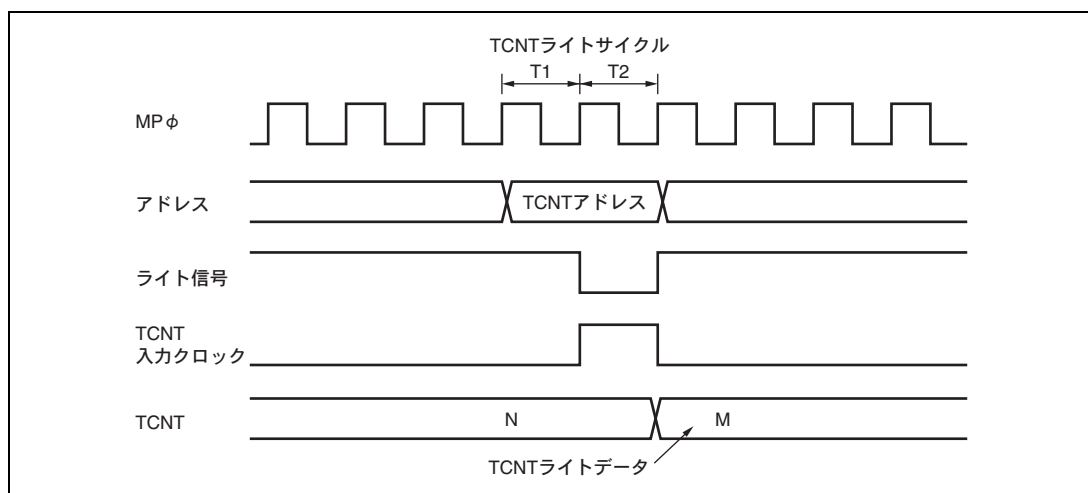 TCNTライトサイクル
T1 T2
MPφ
アドレス TCNTアドレス
ライト信号
TCNT
入力クロック
TCNT N M
TCNTライトデータ